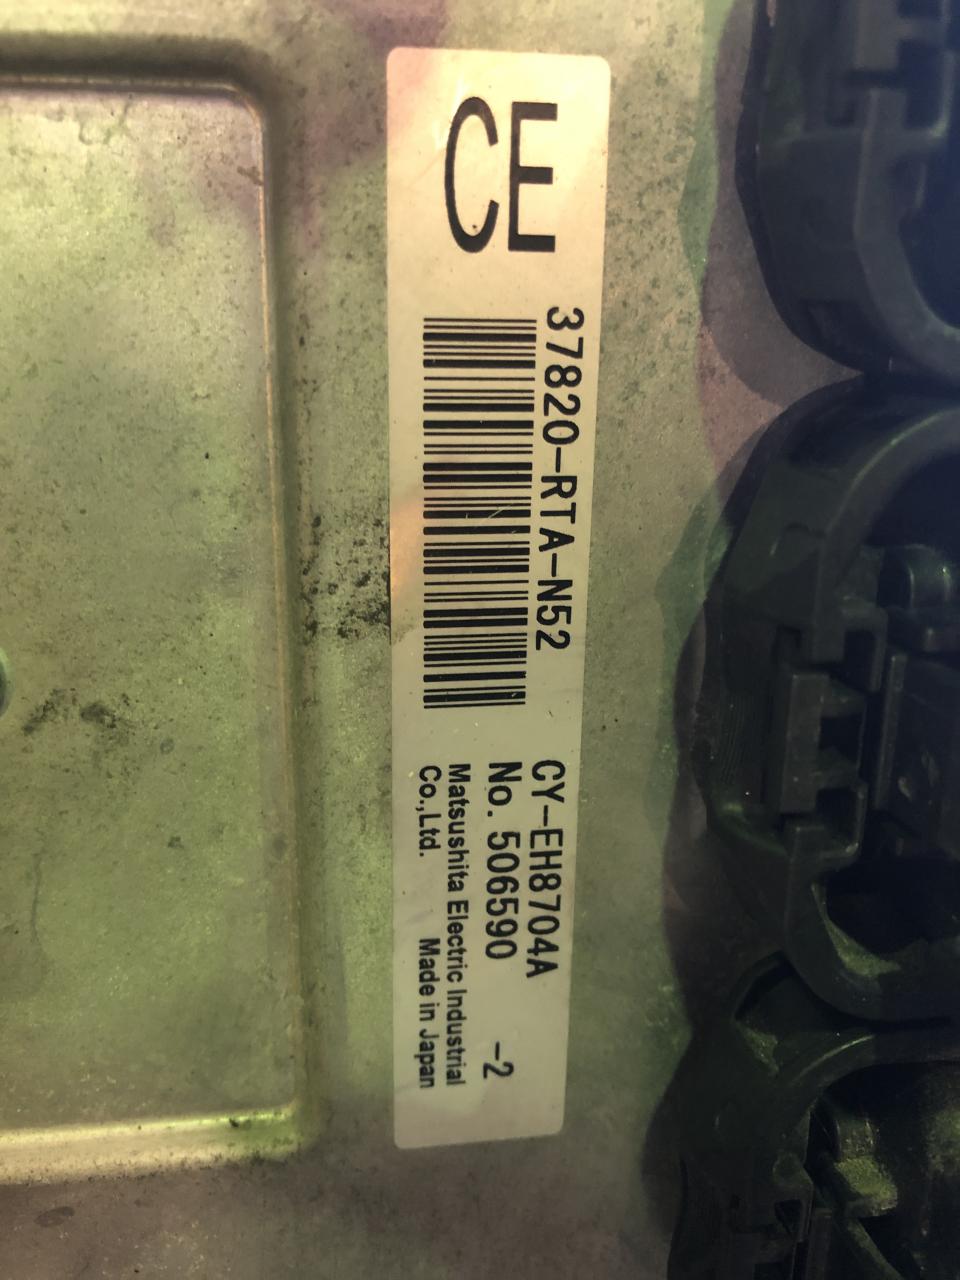 CE
37820-RTA-N52
CY-EH8704A
No. 506590 -2
Matsushita Electric Industrial
Co.,Ltd. Made in Japan